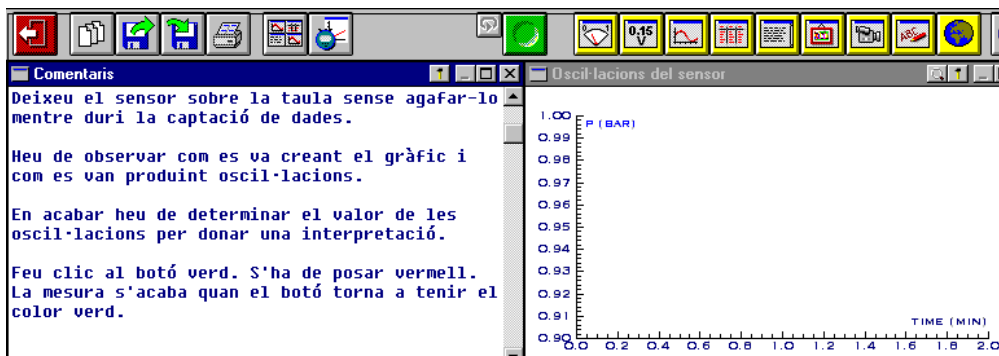 0.15
V
ABC
Comentaris
Deixeu el sensor sobre la taula sense agafar-lo
mentre duri la captació de dades.
Heu de observar com es va creant el gràfic i
com es van produint oscil·lacions.
En acabar heu de determinar el valor de les
oscil·lacions per donar una interpretació.
Feu clic al botó verd. S'ha de posar vermell.
La mesura s'acaba quan el botó torna a tenir el
color verd.
Oscil·lacions del sensor
P (BAR)
1.00
0.99
0.98
0.97
0.96
0.95
0.94
0.93
0.92
0.91
0.90
TIME (MIN)
0.0 0.2 0.4 0.6 0.8 1.0 1.2 1.4 1.6 1.8 2.0